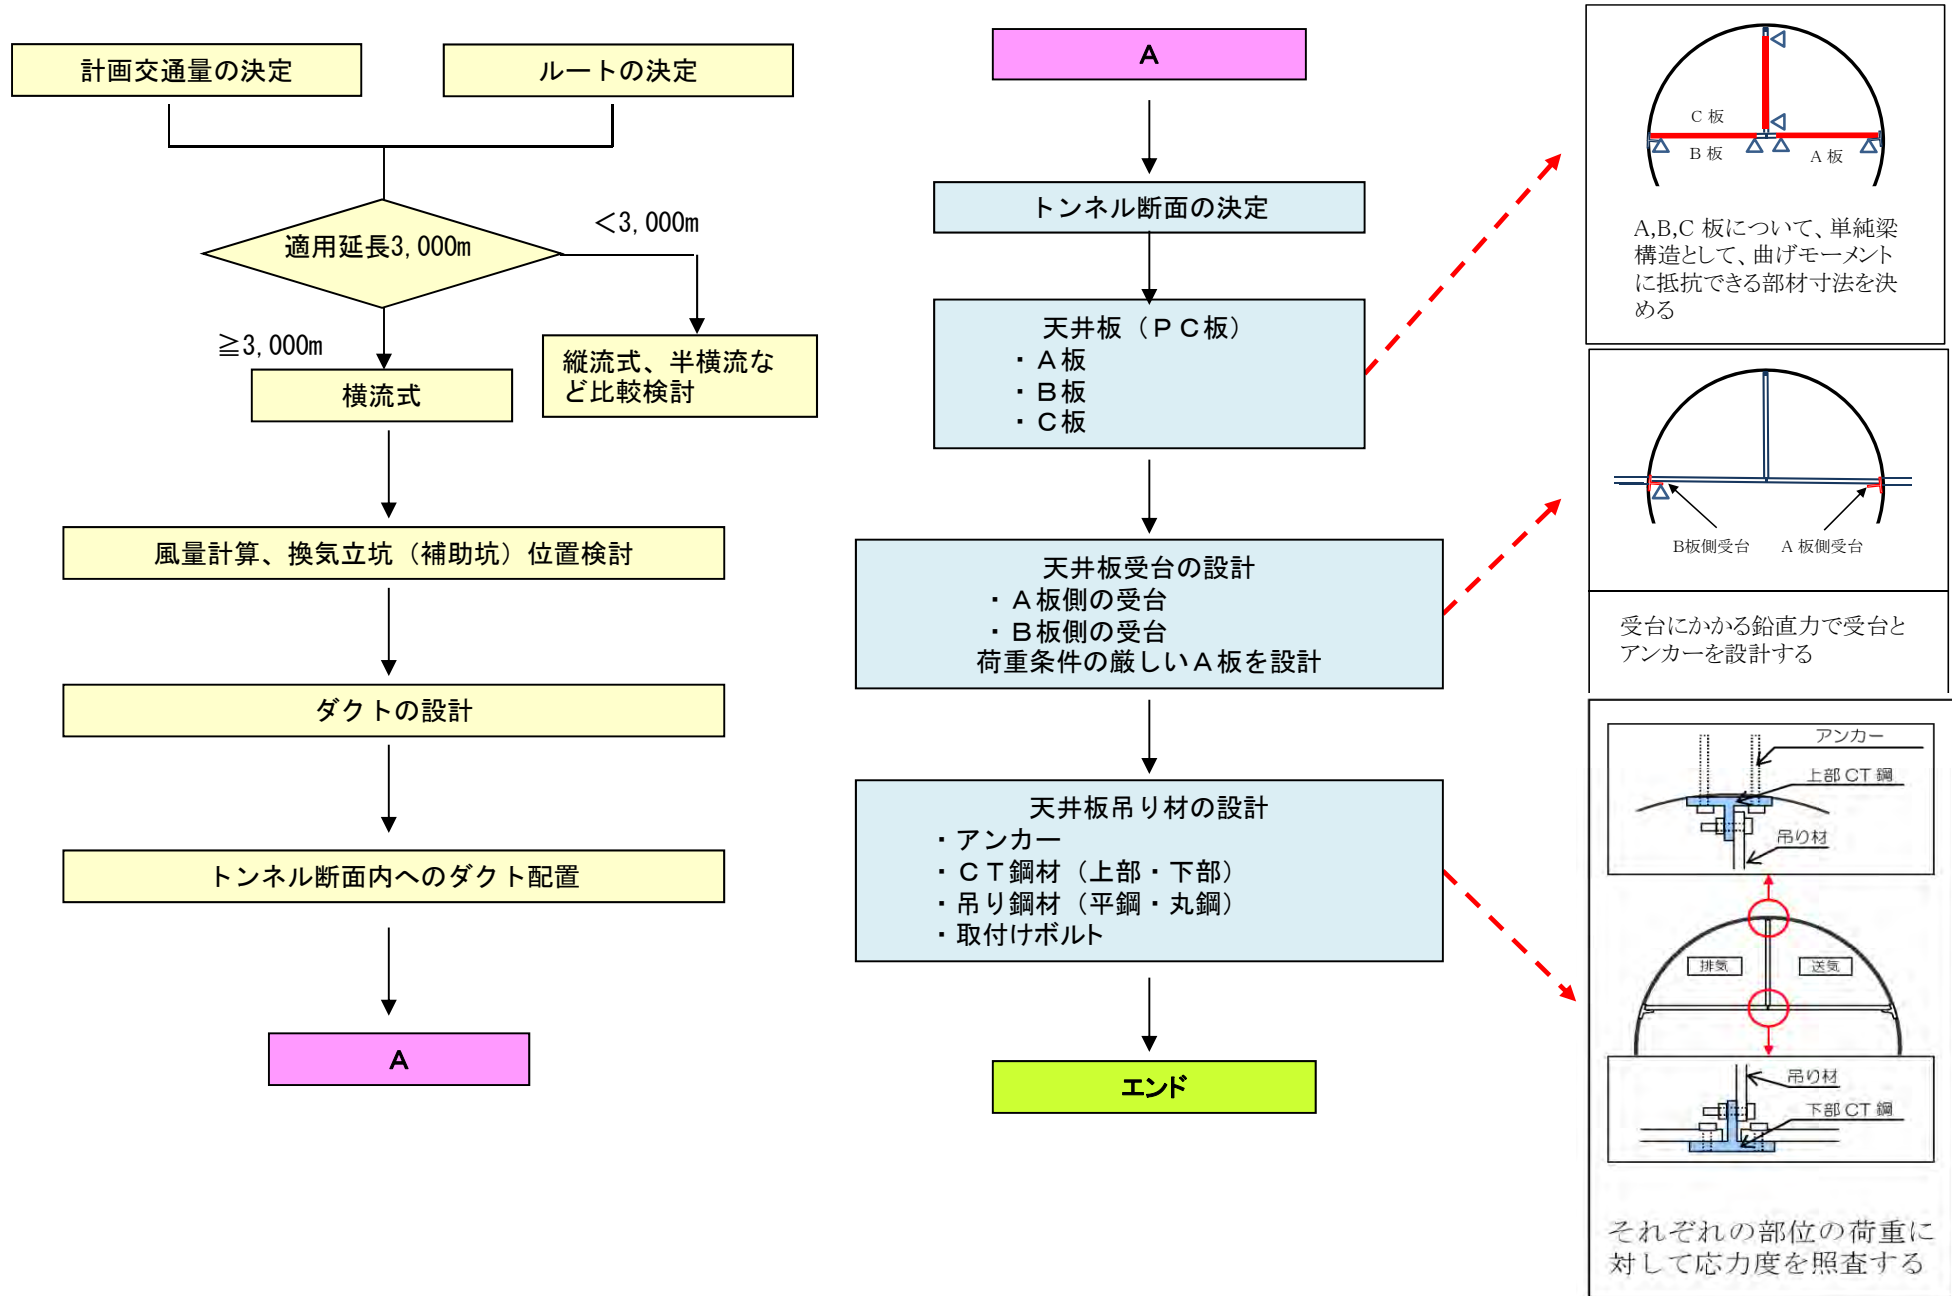 計画交通量の決定
ルートの決定
適用延長3,000m
＜3,000m
≧3,000m
縦流式、半横流な
ど比較検討
横流式
風量計算、換気立坑（補助坑）位置検討
ダクトの設計
トンネル断面内へのダクト配置
A
A
トンネル断面の決定
天井板（ＰＣ板）
・Ａ板
・Ｂ板
・Ｃ板
天井板受台の設計
・Ａ板側の受台
・Ｂ板側の受台
荷重条件の厳しいＡ板を設計
天井板吊り材の設計
・アンカー
・ＣＴ鋼材（上部・下部）
・吊り鋼材（平鋼・丸鋼）
・取付けボルト
エンド
C 板
B 板
A 板
A,B,C 板について、単純梁
構造として、曲げモーメント
に抵抗できる部材寸法を決
める
B板側受台
A 板側受台
受台にかかる鉛直力で受台と
アンカーを設計する
アンカー
上部 CT 鋼
吊り材
排気
送気
吊り材
下部 CT 鋼
それぞれの部位の荷重に
対して応力度を照査する